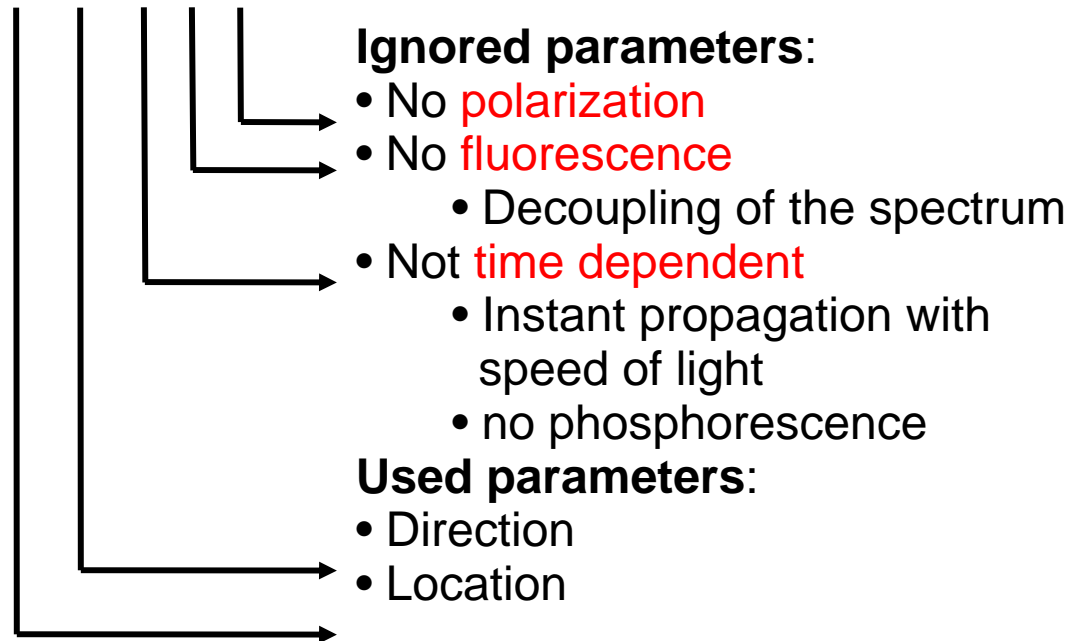 Ignored parameters:
• No polarization
• No fluorescence
• Decoupling of the spectrum
• Not time dependent
• Instant propagation with
speed of light
• no phosphorescence
Used parameters:
• Direction
• Location